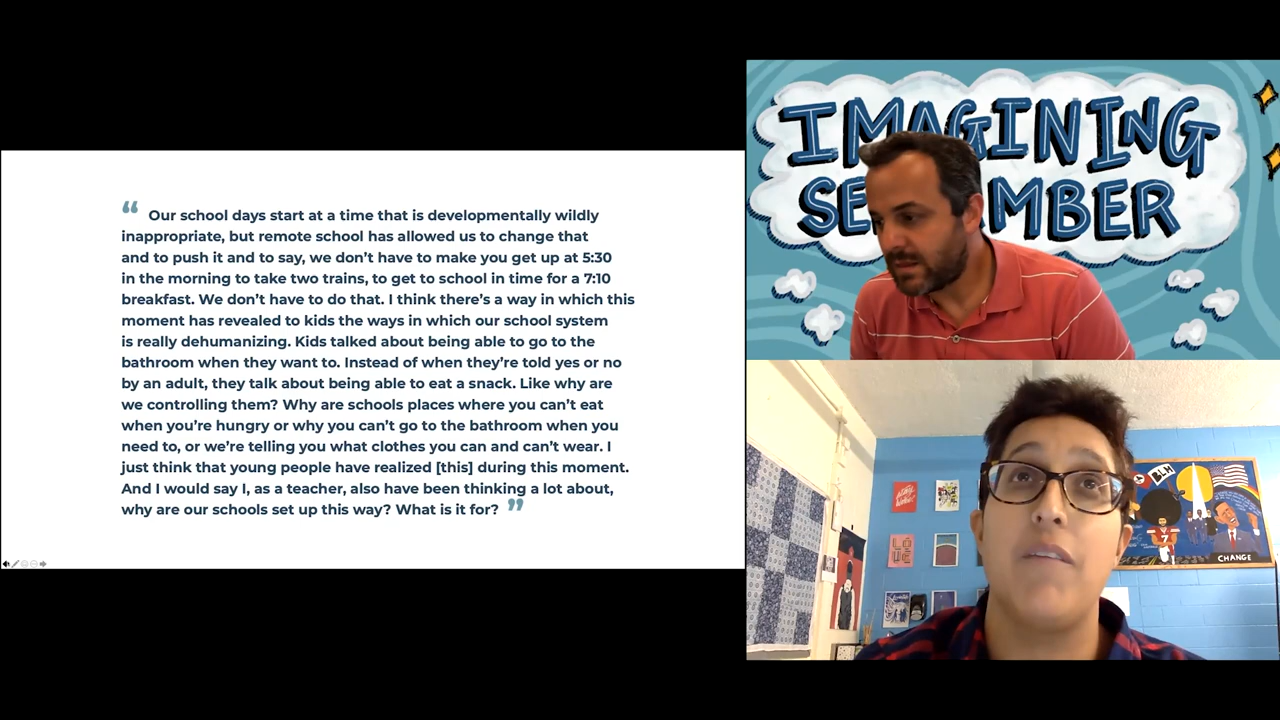 “ Our school days start at a time that is developmentally wildly
inappropriate, but remote school has allowed us to change that
and to push it and to say, we don’t have to make you get up at 5:30
in the morning to take two trains, to get to school in time for a 7:10
breakfast. We don’t have to do that. I think there’s a way in which this
moment has revealed to kids the ways in which our school system
is really dehumanizing. Kids talked about being able to go to the
bathroom when they want to. Instead of when they’re told yes or no
by an adult, they talk about being able to eat a snack. Like why are
we controlling them? Why are schools places where you can’t eat
when you’re hungry or why you can’t go to the bathroom when you
need to, or we’re telling you what clothes you can and can’t wear. I
just think that young people have realized [this] during this moment.
And I would say I, as a teacher, also have been thinking a lot about,
why are our schools set up this way? What is it for? ”
IMAGINING
SE MBER
BLM
7
CHANGE
LOVE